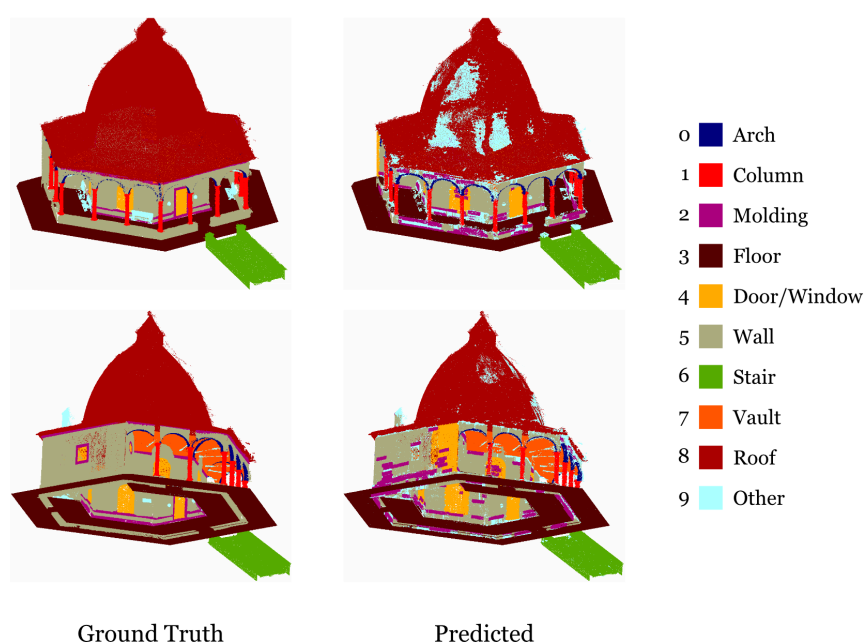 0 Arch
1 Column
2 Molding
3 Floor
4 Door/Window
5 Wall
6 Stair
7 Vault
8 Roof
9 Other
Ground Truth
Predicted